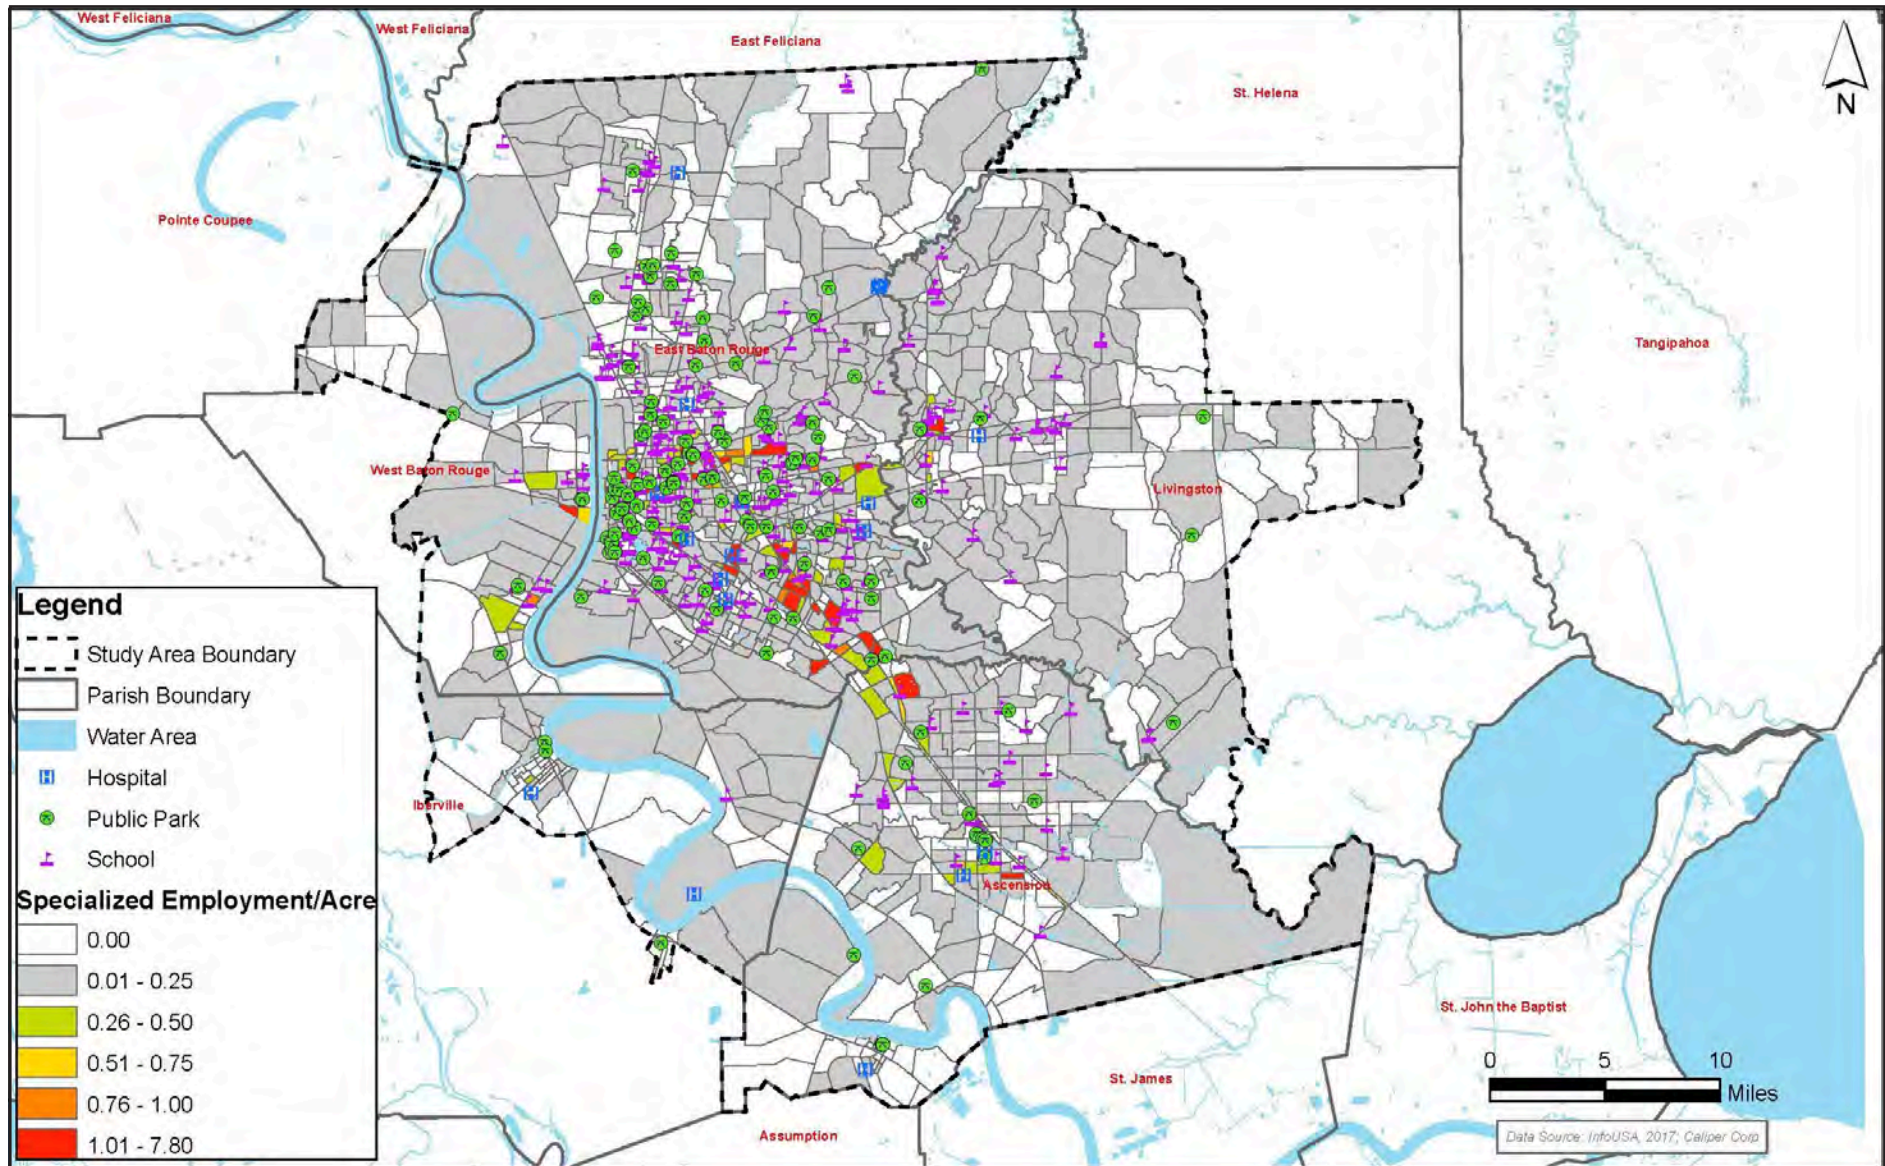 West Feliciana
West Feliciana
East Feliciana
St. Helena
N
Pointe Coupee
Tangipahoa
East Baton Rouge
West Baton Rouge
Livingston
Iberville
Ascension
St. John the Baptist
St. James
Assumption
Legend
Study Area Boundary
Parish Boundary
Water Area
H Hospital
Public Park
School
Specialized Employment/Acre
0.00
0.01 - 0.25
0.26 - 0.50
0.51 - 0.75
0.76 - 1.00
1.01 - 7.80
0 5 10
Miles
Data Source: InfoUSA, 2017; Caliper Corp